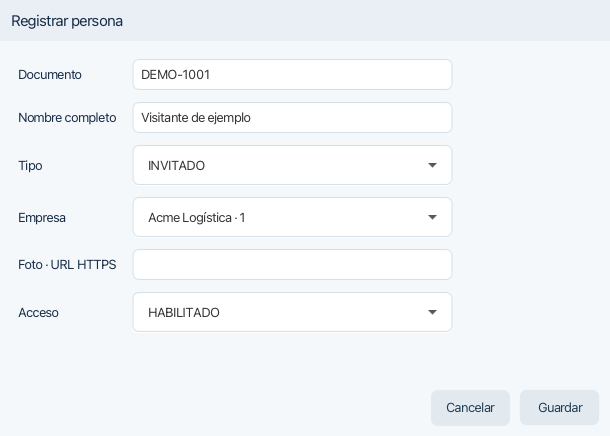 Registrar persona
Documento DEMO-1001
Nombre completo Visitante de ejemplo
Tipo INVITADO
Empresa Acme Logística · 1
Foto · URL HTTPS
Acceso HABILITADO
Cancelar Guardar